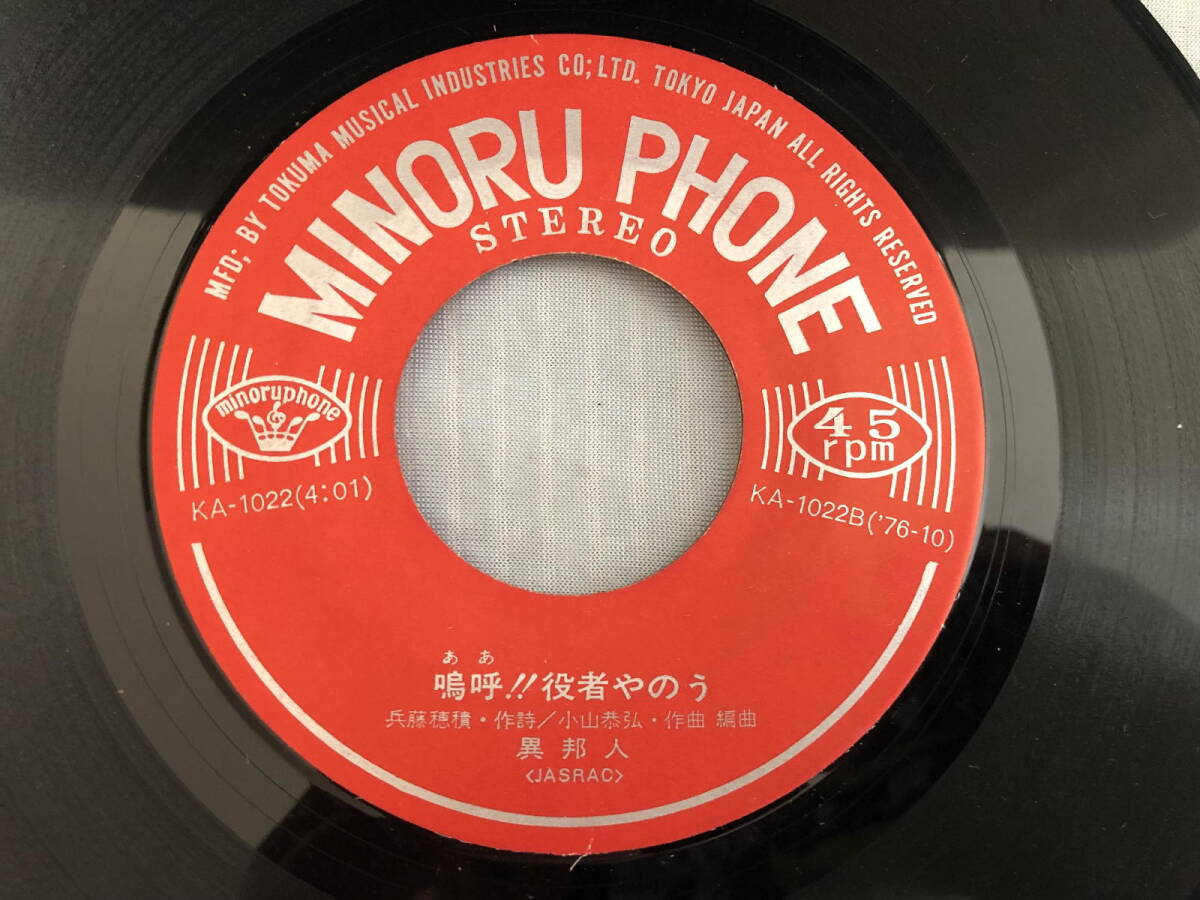 MFD; BY TOKUMA MUSICAL INDUSTRIES CO;LTD. TOKYO JAPAN ALL RIGHTS RESERVED
MINORU PHONE
STEREO
minoruphone
45
rpm
KA-1022(4:01)
KA-1022B('76-10)
ああ
嗚呼!!役者やのう
兵藤穂積・作詩/小山恭弘・作曲 編曲
異邦人
<JASRAC>